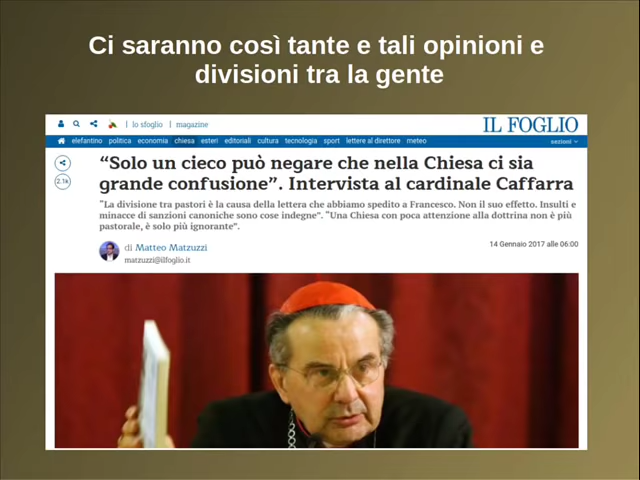 Ci saranno così tante e tali opinioni e
divisioni tra la gente
| lo sfoglio | magazine
IL FOGLIO
elefantino politica economia chiesa esteri editoriali cultura tecnologia sport lettere al direttore meteo
sezioni
“Solo un cieco può negare che nella Chiesa ci sia
grande confusione”. Intervista al cardinale Caffarra
2.1k
“La divisione tra pastori è la causa della lettera che abbiamo spedito a Francesco. Non il suo effetto. Insulti e
minacce di sanzioni canoniche sono cose indegne”. “Una Chiesa con poca attenzione alla dottrina non è più
pastorale, è solo più ignorante”.
di Matteo Matzuzzi
14 Gennaio 2017 alle 06:00
matzuzzi@ilfoglio.it